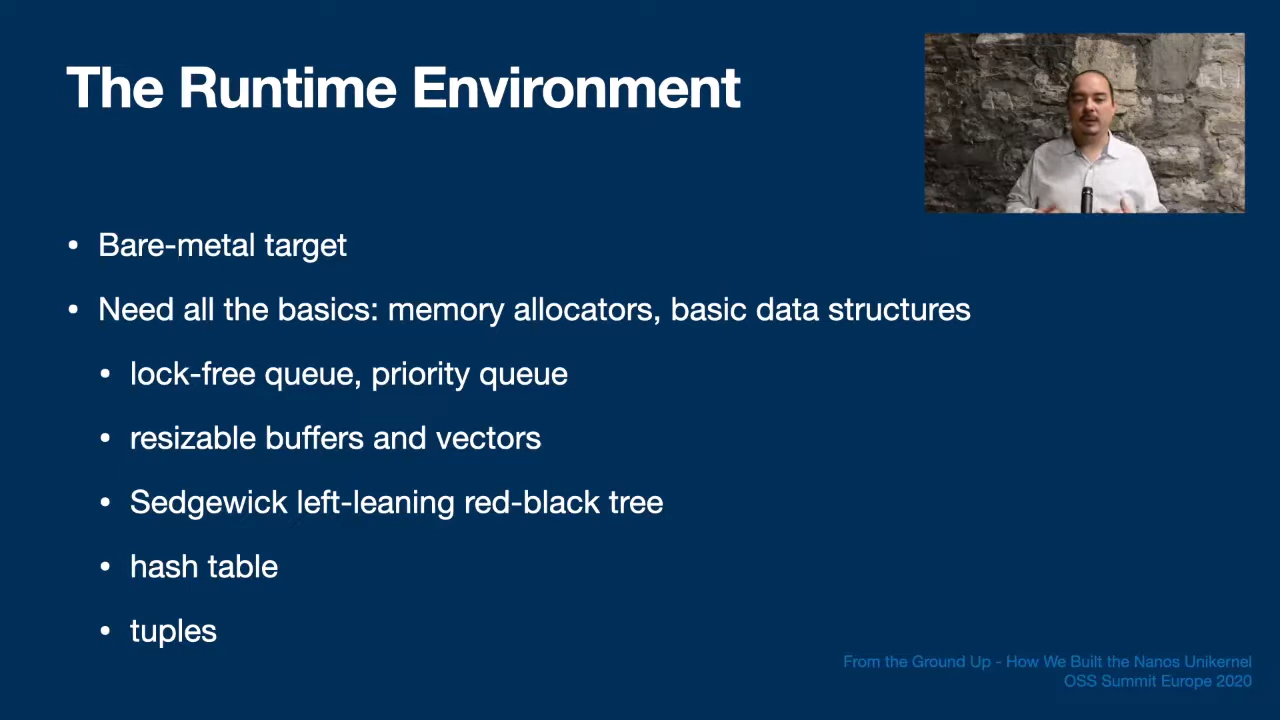 The Runtime Environment
• Bare-metal target
• Need all the basics: memory allocators, basic data structures
• lock-free queue, priority queue
• resizable buffers and vectors
• Sedgewick left-leaning red-black tree
• hash table
• tuples
From the Ground Up - How We Built the Nanos Unikernel
OSS Summit Europe 2020